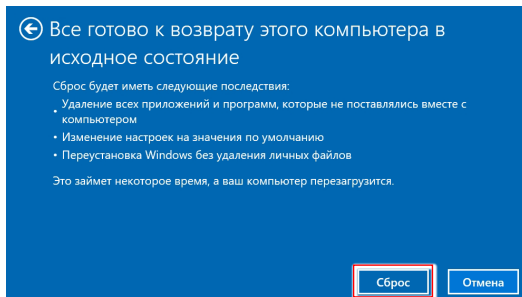 Все готово к возврату этого компьютера в
исходное состояние
Сброс будет иметь следующие последствия:
• Удаление всех приложений и программ, которые не поставлялись вместе с
компьютером
• Изменение настроек на значения по умолчанию
• Переустановка Windows без удаления личных файлов
Это займет некоторое время, а ваш компьютер перезагрузится.
Сброс
Отмена